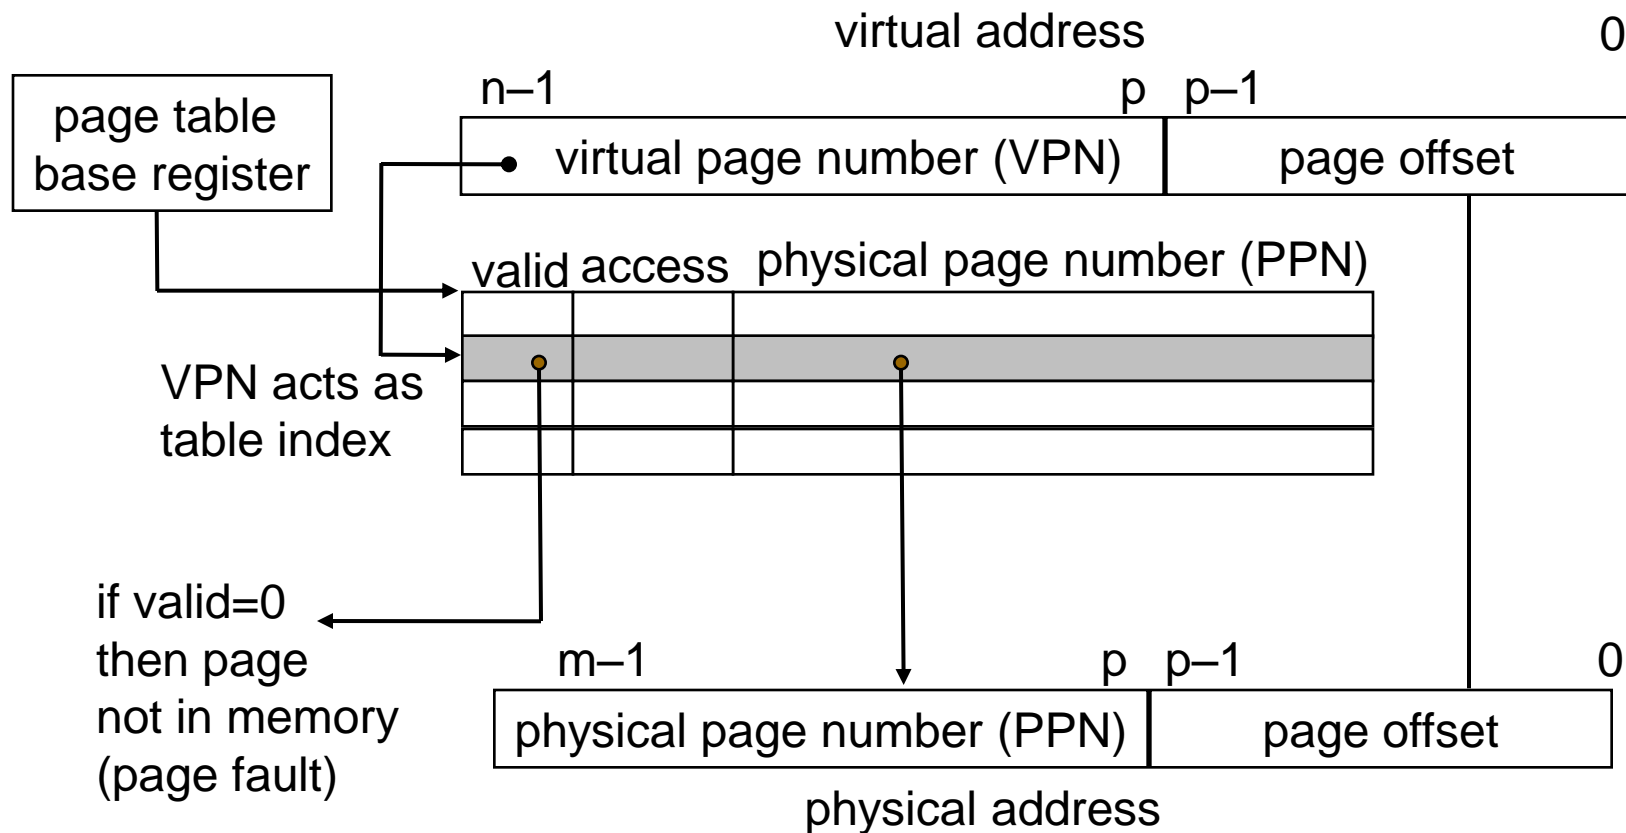 virtual address
0
n–1
p
p–1
page table
base register
virtual page number (VPN)
page offset
valid
access
physical page number (PPN)
VPN acts as
table index
if valid=0
then page
not in memory
(page fault)
m–1
p
p–1
0
physical page number (PPN)
page offset
physical address